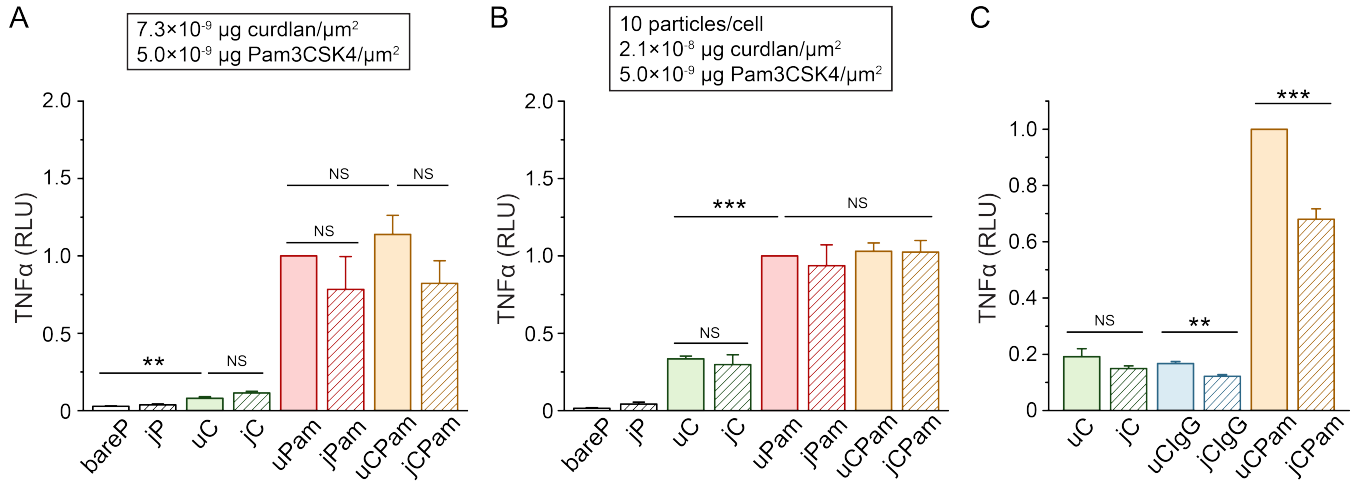 A
7.3×10⁻⁹ µg curdlan/µm²
5.0×10⁻⁹ µg Pam3CSK4/µm²
TNFα (RLU)
2.0
1.5
1.0
0.5
0
**
NS
NS
NS
NS
bareP
jP
uC
jC
uPam
jPam
uCPam
jCPam
B
10 particles/cell
2.1×10⁻⁸ µg curdlan/µm²
5.0×10⁻⁹ µg Pam3CSK4/µm²
TNFα (RLU)
2.0
1.5
1.0
0.5
0
***
NS
NS
bareP
jP
uC
jC
uPam
jPam
uCPam
jCPam
C
TNFα (RLU)
1.0
0.8
0.6
0.4
0.2
0
NS
**
***
uC
jC
uCIgG
jCIgG
uCPam
jCPam